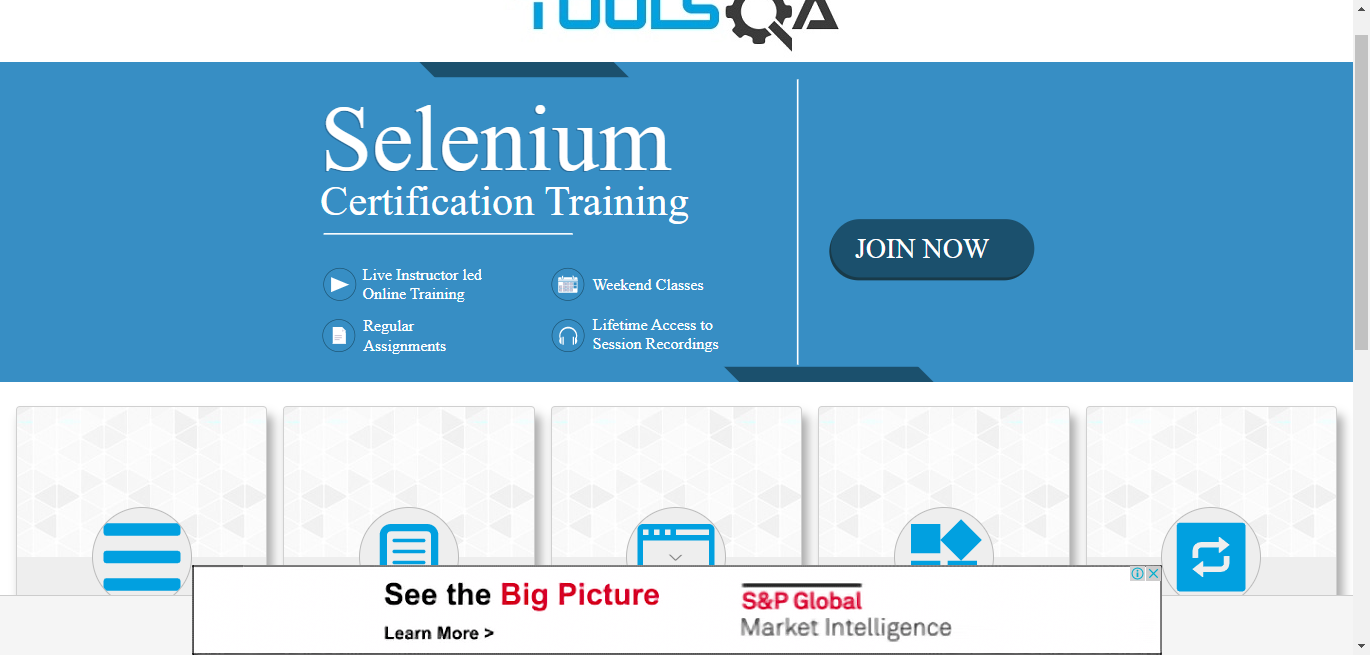 TOOLSQA
Selenium
Certification Training
JOIN NOW
Live Instructor led
Online Training
Weekend Classes
Regular
Assignments
Lifetime Access to
Session Recordings
See the Big Picture
Learn More >
S&P Global
Market Intelligence